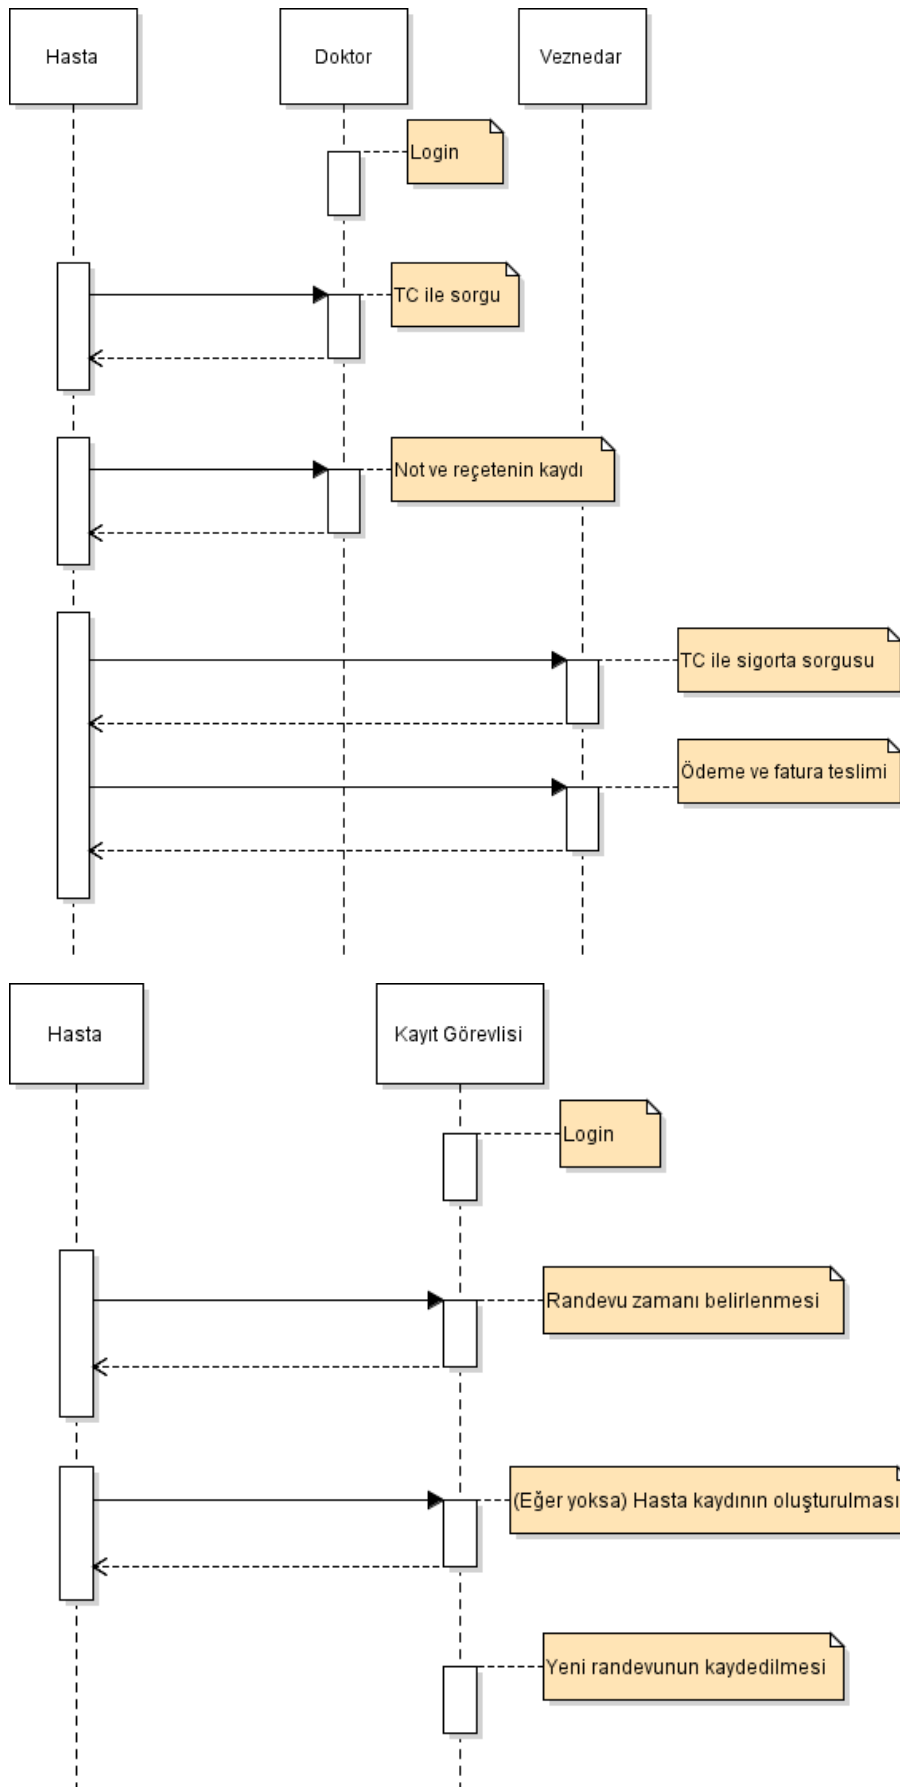 Hasta
Doktor
Veznedar
Login
TC ile sorgu
Not ve reçetenin kaydı
TC ile sigorta sorgusu
Ödeme ve fatura teslimi
Hasta
Kayıt Görevlisi
Login
Randevu zamanı belirlenmesi
(Eğer yoksa) Hasta kaydının oluşturulması
Yeni randevunun kaydedilmesi